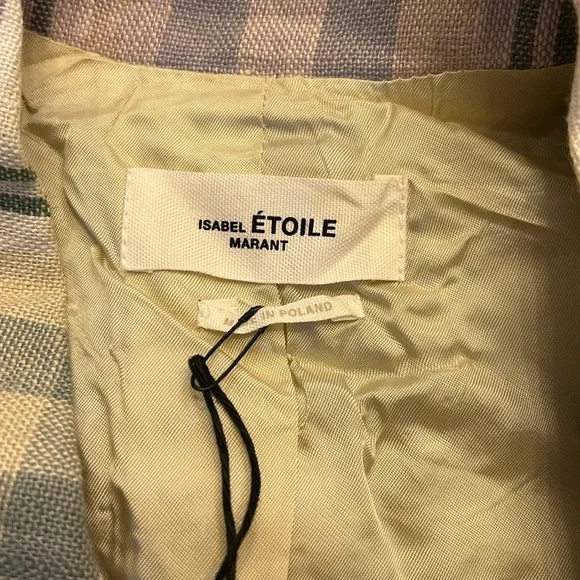 ISABEL ÉTOILE
MARANT
IN POLAND